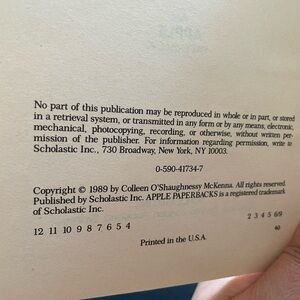 No part of this publication may be reproduced in whole or in part, or stored
in a retrieval system, or transmitted in any form or by any means, electronic,
mechanical, photocopying, recording, or otherwise, without written per-
mission of the publisher. For information regarding permission, write to
Scholastic Inc., 730 Broadway, New York, NY 10003.
0-590-41734-7
Copyright © 1989 by Colleen O'Shaughnessy McKenna. All rights reserved.
Published by Scholastic Inc. APPLE PAPERBACKS is a registered trademark
of Scholastic Inc.
12 11 10 9 8 7 6 5 4 2 3 4 5 6/9
Printed in the U.S.A. 40